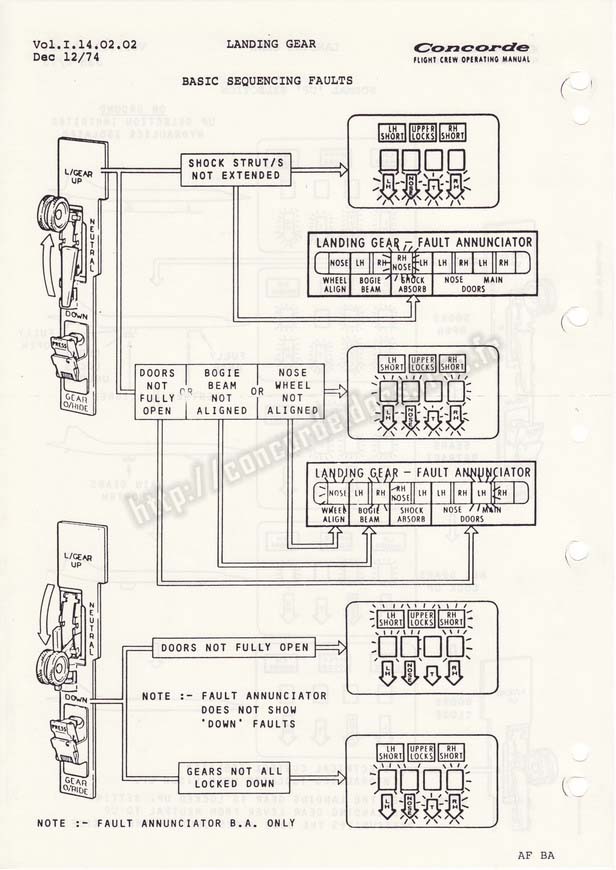 Vol.I.14.02.02
Dec 12/74
LANDING GEAR
Concorde
FLIGHT CREW OPERATING MANUAL
BASIC SEQUENCING FAULTS
L/GEAR
UP
NEUTRAL
DOWN
PRESS
GEAR
O/RIDE
SHOCK STRUT/S
NOT EXTENDED
LH SHORT
UPPER LOCKS
RH SHORT
LH
NOSE
T
RH
LANDING GEAR – FAULT ANNUNCIATOR
NOSE LH RH RH NOSE LH RH LH RH
WHEEL ALIGN
BOGIE BEAM
SHOCK ABSORB
NOSE MAIN
DOORS
DOORS
NOT
FULLY
OPEN
OR
BOGIE
BEAM
NOT
ALIGNED
OR
NOSE
WHEEL
NOT
ALIGNED
LH SHORT
UPPER LOCKS
RH SHORT
LH
NOSE
T
RH
LANDING GEAR – FAULT ANNUNCIATOR
NOSE LH RH RH NOSE LH RH LH RH
WHEEL ALIGN
BOGIE BEAM
SHOCK ABSORB
NOSE MAIN
DOORS
L/GEAR
UP
NEUTRAL
DOWN
PRESS
GEAR
O/RIDE
DOORS NOT FULLY OPEN
LH SHORT
UPPER LOCKS
RH SHORT
LH
NOSE
T
RH
NOTE :- FAULT ANNUNCIATOR
DOES NOT SHOW
'DOWN' FAULTS
GEARS NOT ALL
LOCKED DOWN
LH SHORT
UPPER LOCKS
RH SHORT
LH
NOSE
T
RH
NOTE :- FAULT ANNUNCIATOR B.A. ONLY
AF BA